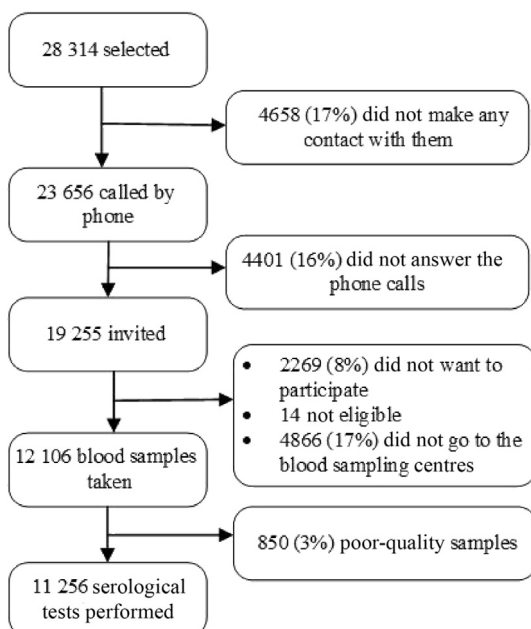 28 314 selected
4658 (17%) did not make any
contact with them
23 656 called by
phone
4401 (16%) did not answer the
phone calls
19 255 invited
• 2269 (8%) did not want to
participate
• 14 not eligible
• 4866 (17%) did not go to the
blood sampling centres
12 106 blood samples
taken
850 (3%) poor-quality samples
11 256 serological
tests performed